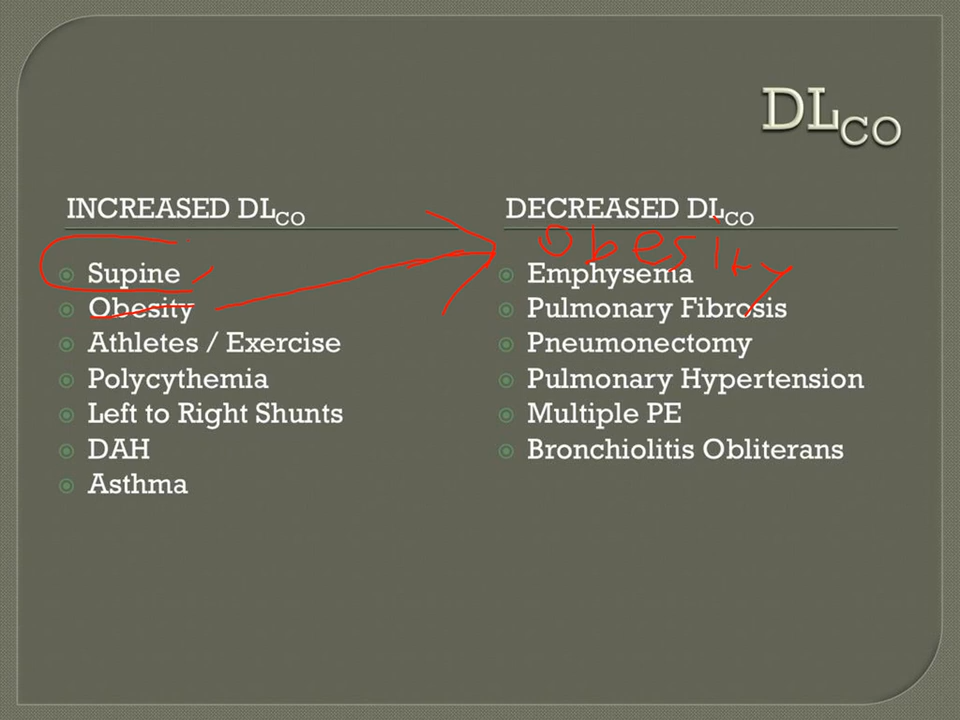 DLCO
INCREASED DLCO
Supine
Obesity
Athletes / Exercise
Polycythemia
Left to Right Shunts
DAH
Asthma
DECREASED DLCO
Obesity
Emphysema
Pulmonary Fibrosis
Pneumonectomy
Pulmonary Hypertension
Multiple PE
Bronchiolitis Obliterans